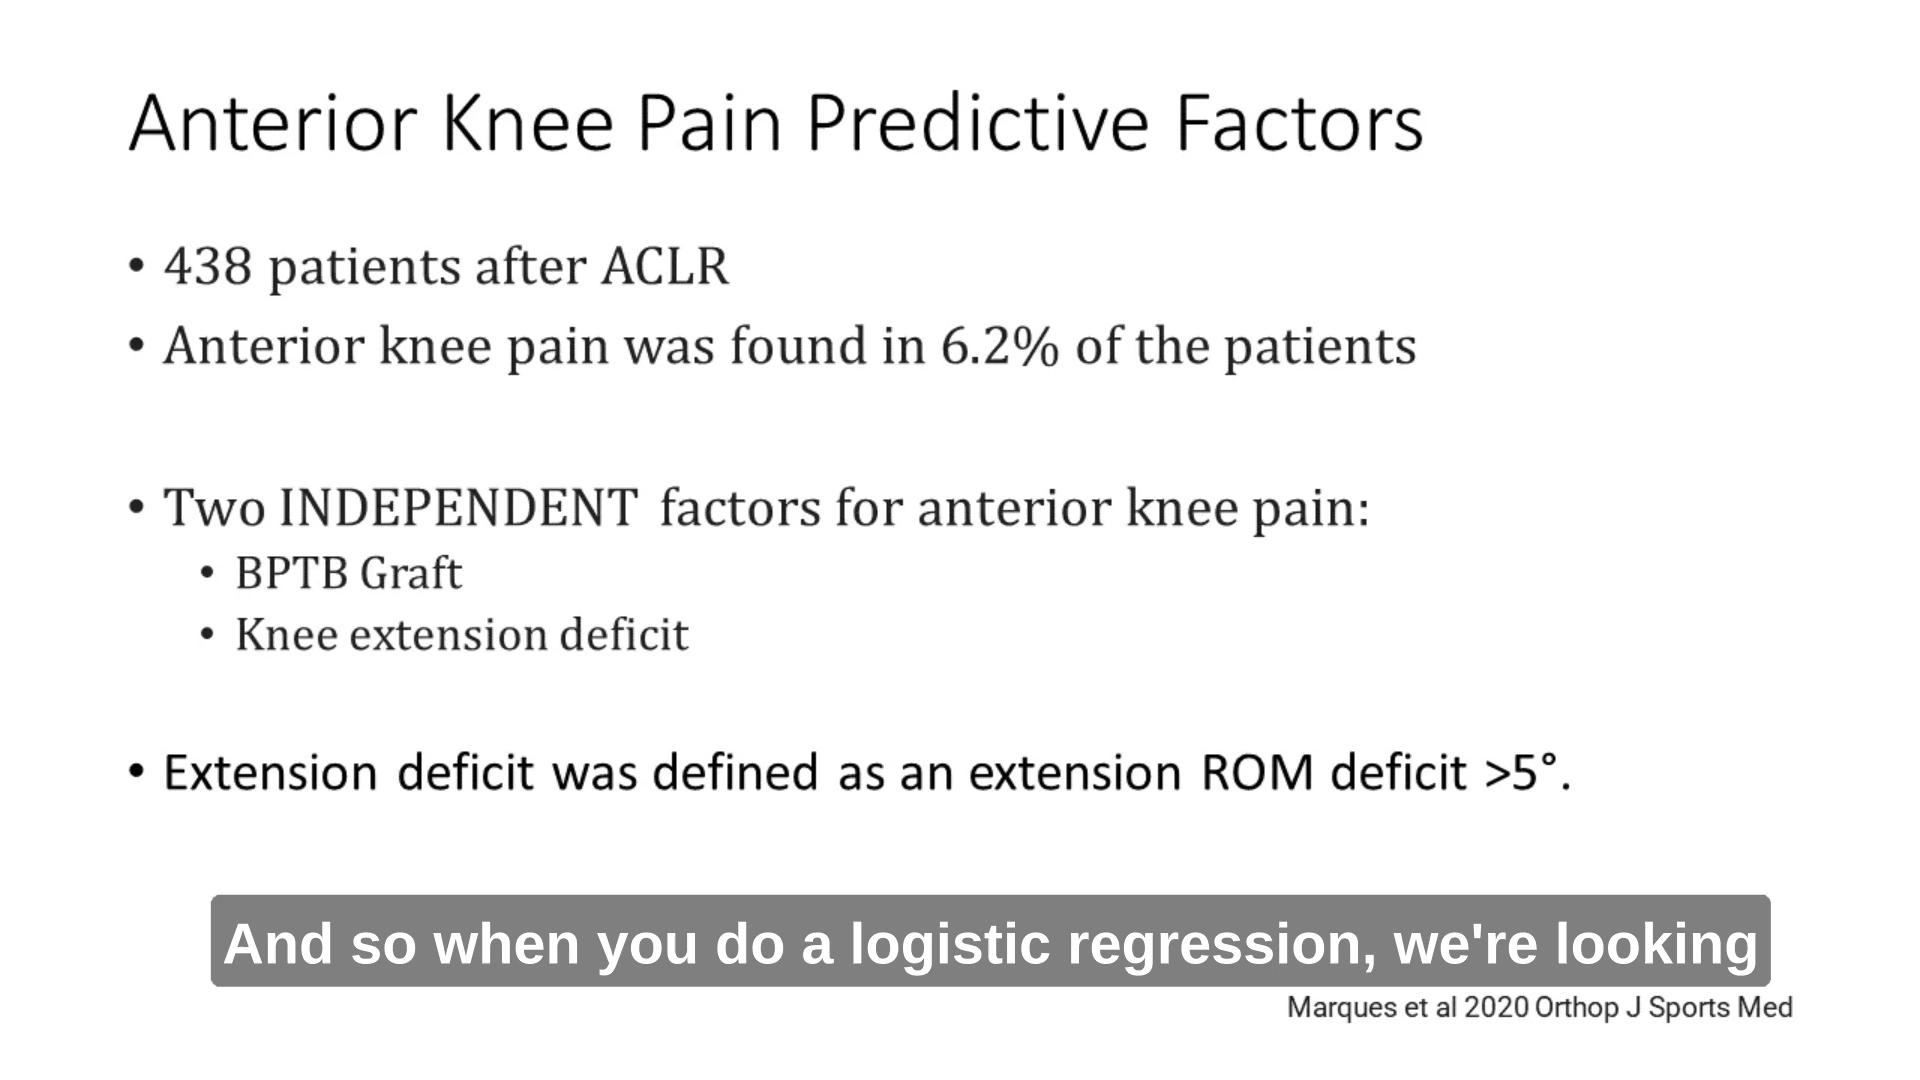 Anterior Knee Pain Predictive Factors
• 438 patients after ACLR
• Anterior knee pain was found in 6.2% of the patients
• Two INDEPENDENT factors for anterior knee pain:
• BPTB Graft
• Knee extension deficit
• Extension deficit was defined as an extension ROM deficit >5°.
And so when you do a logistic regression, we're looking
Marques et al 2020 Orthop J Sports Med